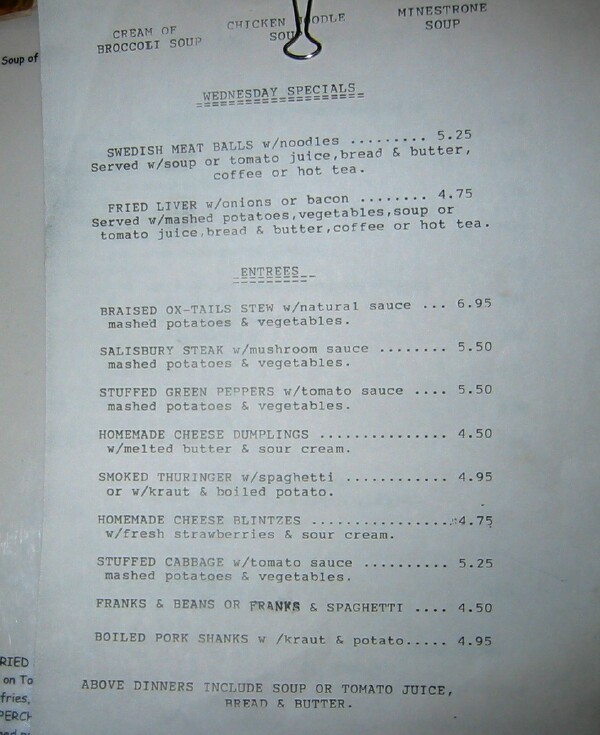 CREAM OF
BROCCOLI SOUP
CHICKEN NOODLE
SOUP
MINESTRONE
SOUP
Soup of
WEDNESDAY SPECIALS
SWEDISH MEAT BALLS w/noodles ......... 5.25
Served w/soup or tomato juice,bread & butter,
coffee or hot tea.
FRIED LIVER w/onions or bacon ........ 4.75
Served w/mashed potatoes,vegetables,soup or
tomato juice,bread & butter,coffee or hot tea.
ENTREES
BRAISED OX-TAILS STEW w/natural sauce ... 6.95
mashed potatoes & vegetables.
SALISBURY STEAK w/mushroom sauce ........ 5.50
mashed potatoes & vegetables.
STUFFED GREEN PEPPERS w/tomato sauce .... 5.50
mashed potatoes & vegetables.
HOMEMADE CHEESE DUMPLINGS ............... 4.50
w/melted butter & sour cream.
SMOKED THURINGER w/spaghetti ............ 4.95
or w/kraut & boiled potato.
HOMEMADE CHEESE BLINTZES .................. 4.75
w/fresh strawberries & sour cream.
STUFFED CABBAGE w/tomato sauce .......... 5.25
mashed potatoes & vegetables.
FRANKS & BEANS OR FRANKS & SPAGHETTI .... 4.50
BOILED PORK SHANKS w /kraut & potato..... 4.95
ABOVE DINNERS INCLUDE SOUP OR TOMATO JUICE,
BREAD & BUTTER.
RIED
on To
fries,
PERCH